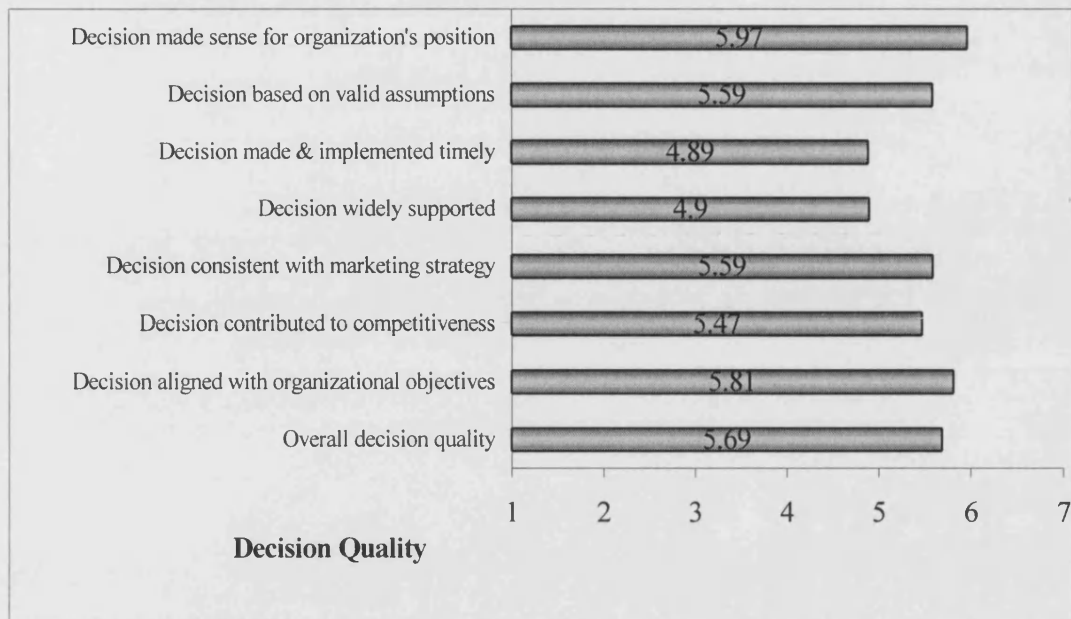 Decision made sense for organization's position 5.97
Decision based on valid assumptions 5.59
Decision made & implemented timely 4.89
Decision widely supported 4.9
Decision consistent with marketing strategy 5.59
Decision contributed to competitiveness 5.47
Decision aligned with organizational objectives 5.81
Overall decision quality 5.69
1 2 3 4 5 6 7
Decision Quality